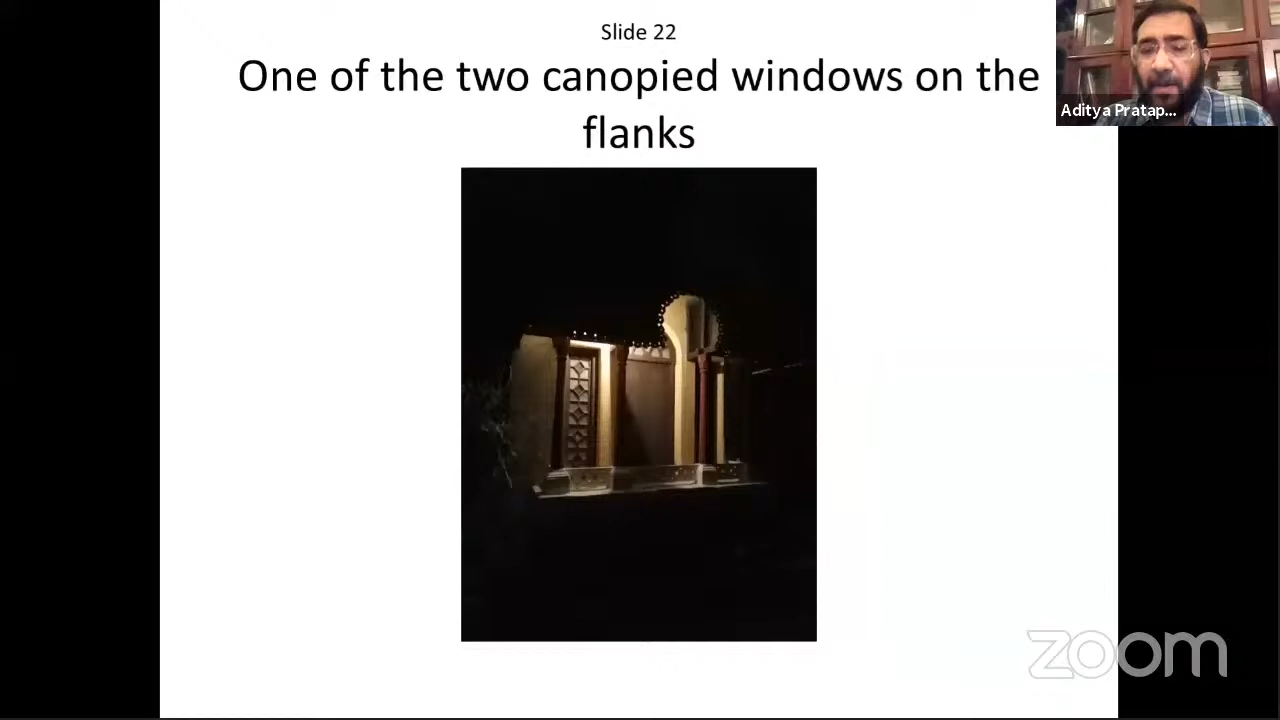 Slide 22
One of the two canopied windows on the
flanks
Aditya Pratap...
zoom